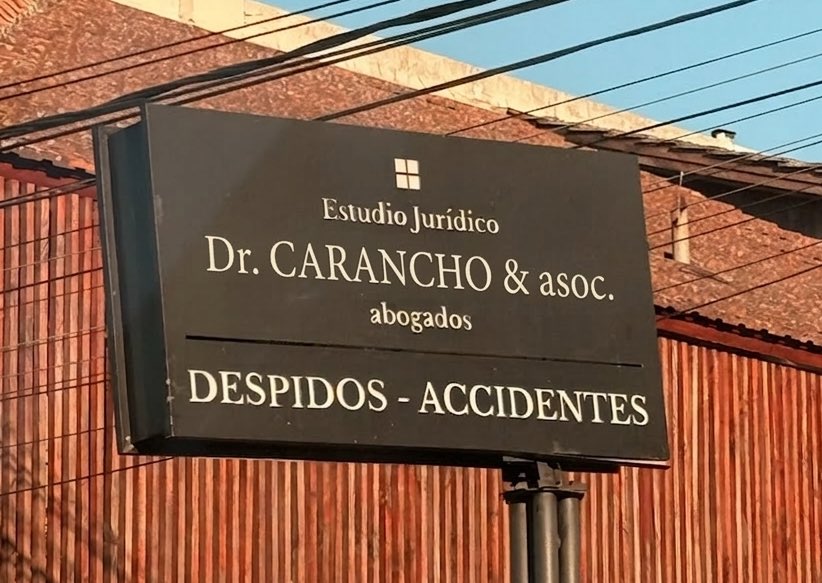 Estudio Jurídico
Dr. CARANCHO & asoc.
abogados
DESPIDOS - ACCIDENTES